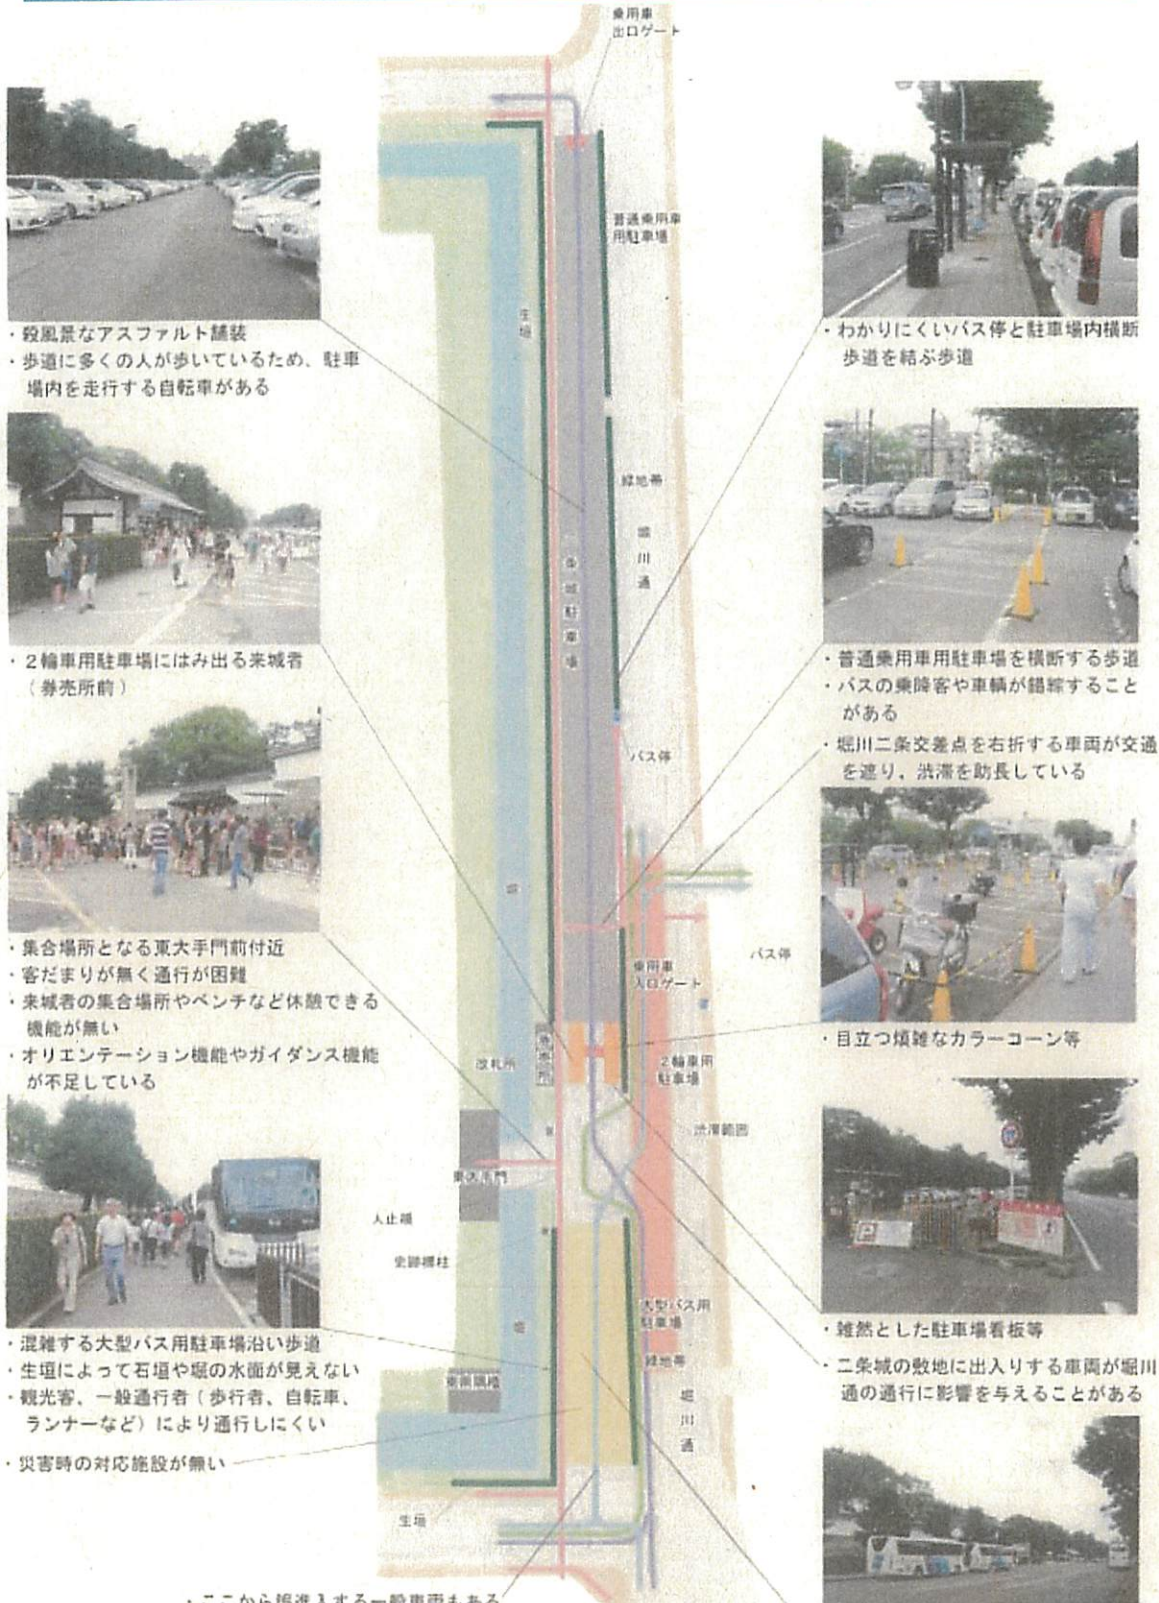 乗用車
出口ゲート
普通乗用車
用駐車場
生垣
・殺風景なアスファルト舗装
・歩道に多くの人が歩いているため、駐車
場内を走行する自転車がある
・わかりにくいバス停と駐車場内横断
歩道を結ぶ歩道
緑地帯
堀川通
二条城駐車場
・2輪車用駐車場にはみ出る来城者
（券売所前）
・普通乗用車用駐車場を横断する歩道
・バスの乗降客や車輌が錯綜すること
がある
・堀川二条交差点を右折する車両が交通
を遮り、渋滞を助長している
バス停
堀
・集合場所となる東大手門前付近
・客だまりが無く通行が困難
・来城者の集合場所やベンチなど休憩できる
機能が無い
・オリエンテーション機能やガイダンス機能
が不足している
バス停
乗用車
入口ゲート
改札所
2輪車用
駐車場
・目立つ煩雑なカラーコーン等
渋滞範囲
東大手門
人止柵
史跡標柱
堀
大型バス用
駐車場
緑地帯
堀川通
東南隅櫓
・混雑する大型バス用駐車場沿い歩道
・生垣によって石垣や堀の水面が見えない
・観光客、一般通行者（歩行者、自転車、
ランナーなど）により通行しにくい
・災害時の対応施設が無い
・雑然とした駐車場看板等
・二条城の敷地に出入りする車両が堀川
通の通行に影響を与えることがある
生垣
・ここから誤進入する一般車両もある